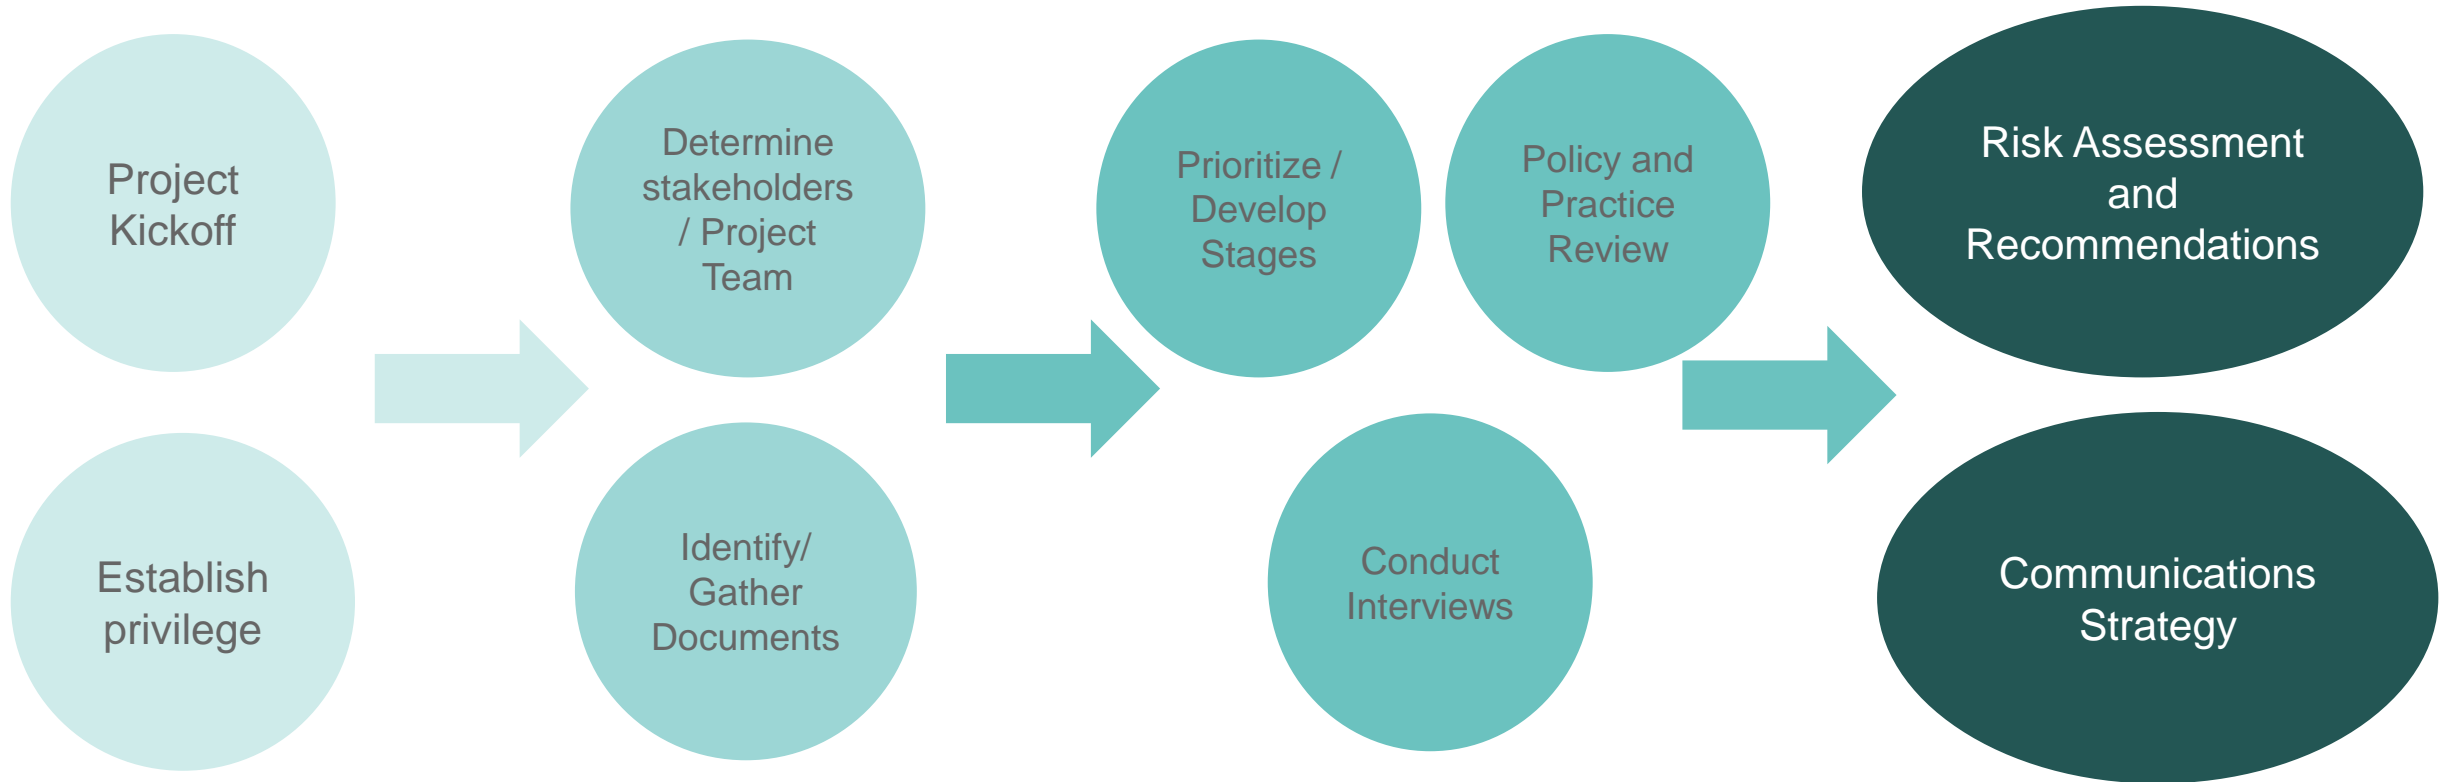 Project
Kickoff
Establish
privilege
Determine
stakeholders
/ Project
Team
Identify/
Gather
Documents
Prioritize /
Develop
Stages
Policy and
Practice
Review
Conduct
Interviews
Risk Assessment
and
Recommendations
Communications
Strategy